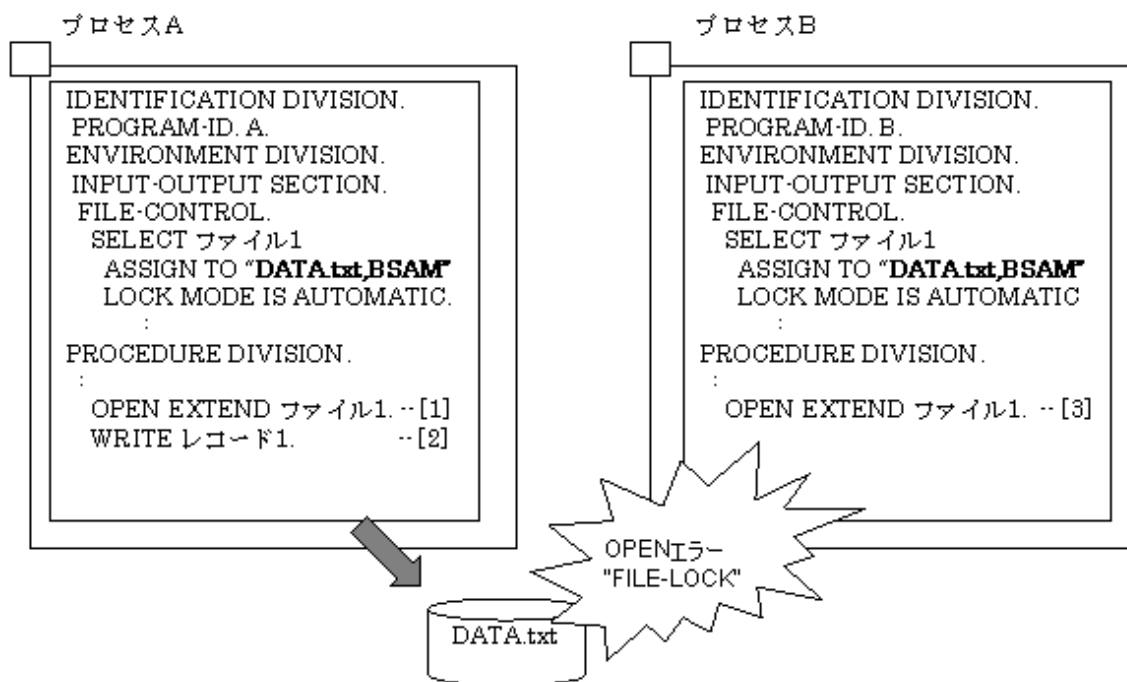 プロセスA
IDENTIFICATION DIVISION.
PROGRAM-ID. A.
ENVIRONMENT DIVISION.
INPUT-OUTPUT SECTION.
FILE-CONTROL.
SELECT ファイル1
ASSIGN TO “DATA.txt,BSAM”
LOCK MODE IS AUTOMATIC.
:
PROCEDURE DIVISION.
:
OPEN EXTEND ファイル1. --[1]
WRITE レコード1. --[2]
プロセスB
IDENTIFICATION DIVISION.
PROGRAM-ID. B.
ENVIRONMENT DIVISION.
INPUT-OUTPUT SECTION.
FILE-CONTROL.
SELECT ファイル1
ASSIGN TO “DATA.txt,BSAM”
LOCK MODE IS AUTOMATIC
:
PROCEDURE DIVISION.
:
OPEN EXTEND ファイル1. --[3]
OPENエラー
"FILE-LOCK"
DATA.txt